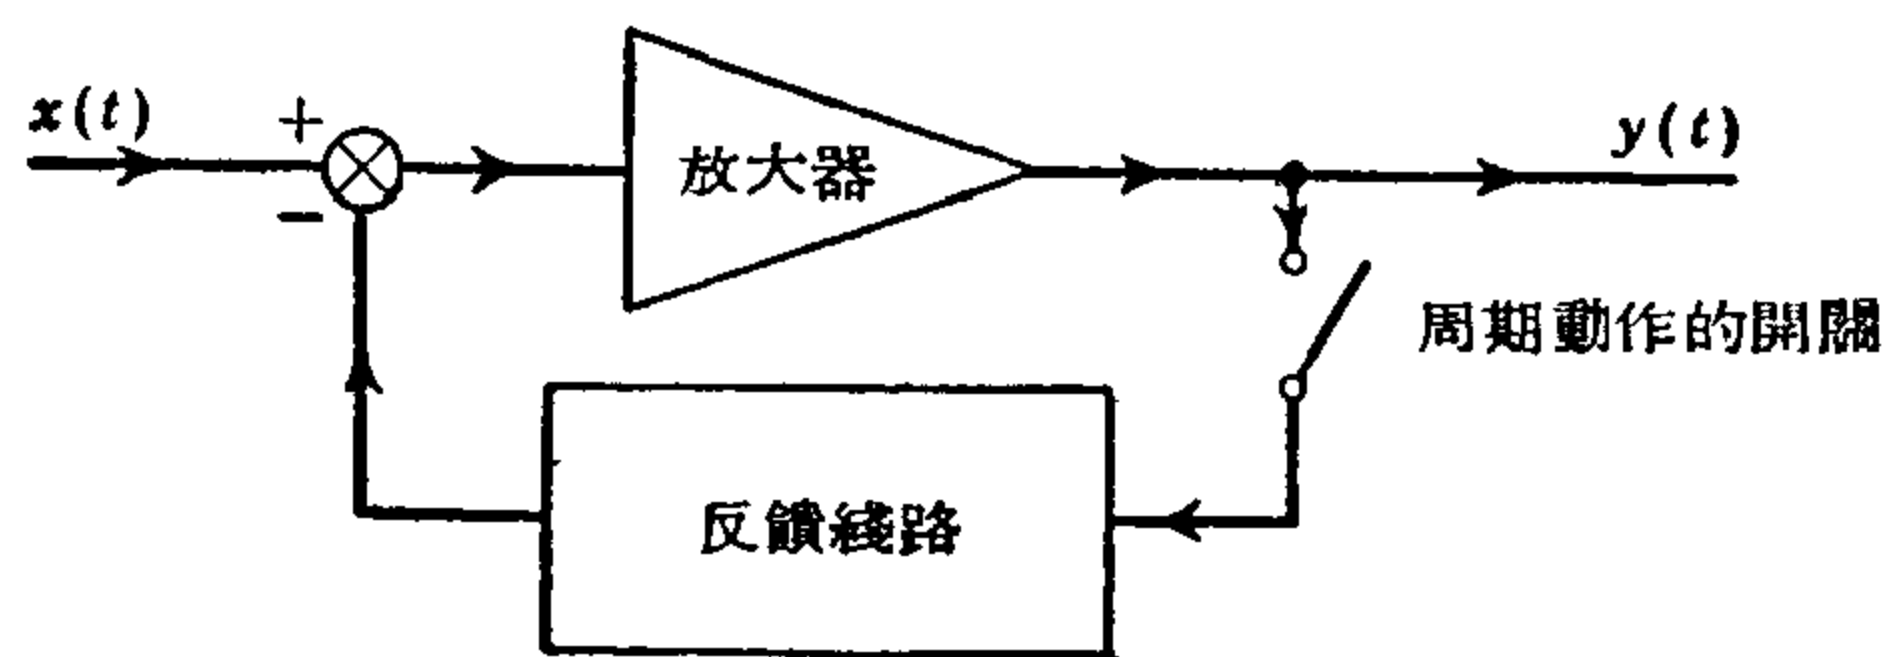 x(t)
+
−
放大器
y(t)
周期動作的開關
反饋綫路